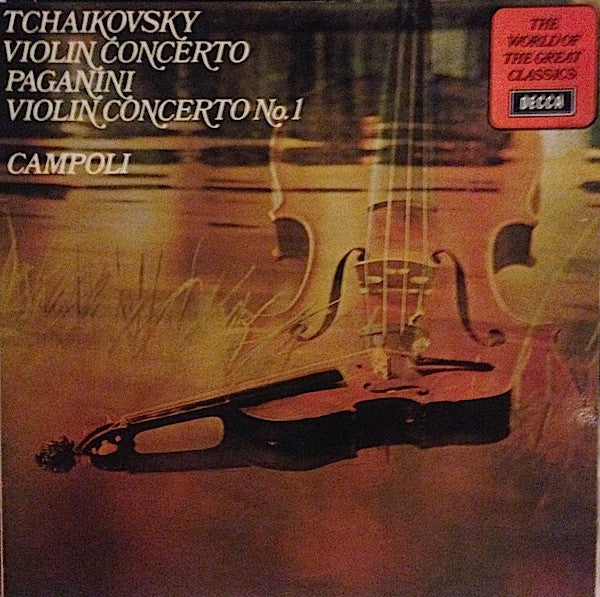 TCHAIKOVSKY
VIOLIN CONCERTO
PAGANINI
VIOLIN CONCERTO No.1
CAMPOLI
THE
WORLD OF
THE GREAT
CLASSICS
DECCA